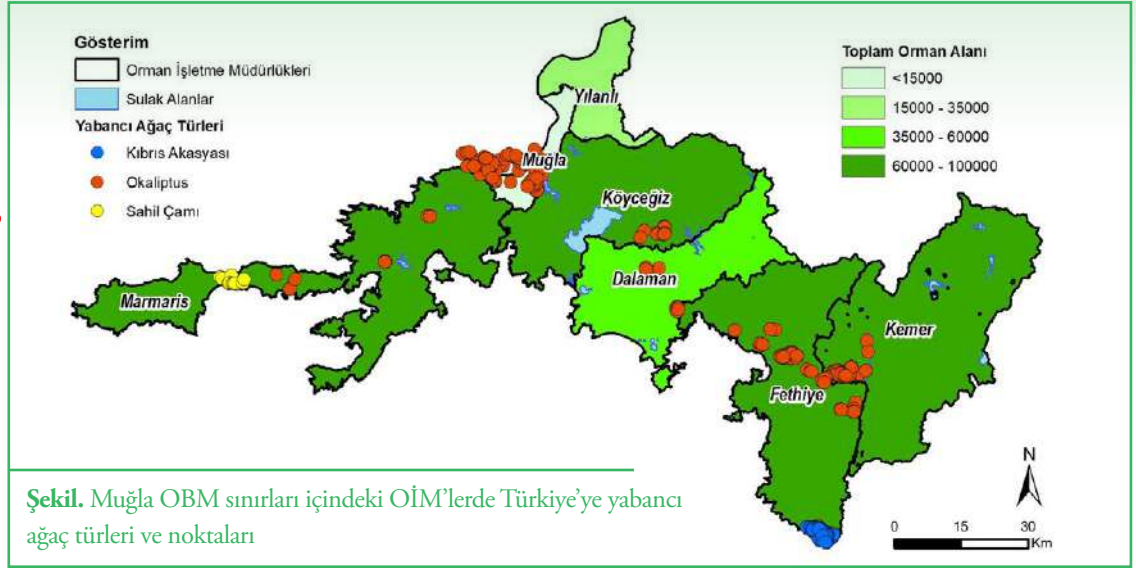 Gösterim
Orman İşletme Müdürlükleri
Sulak Alanlar
Yabancı Ağaç Türleri
Kıbrıs Akasyası
Okaliptus
Sahil Çamı
Toplam Orman Alanı
<15000
15000 - 35000
35000 - 60000
60000 - 100000
Yılanlı
Muğla
Köyceğiz
Dalaman
Marmaris
Kemer
Fethiye
N
0 15 30
Km
Şekil. Muğla OBM sınırları içindeki OİM’lerde Türkiye’ye yabancı
ağaç türleri ve noktaları